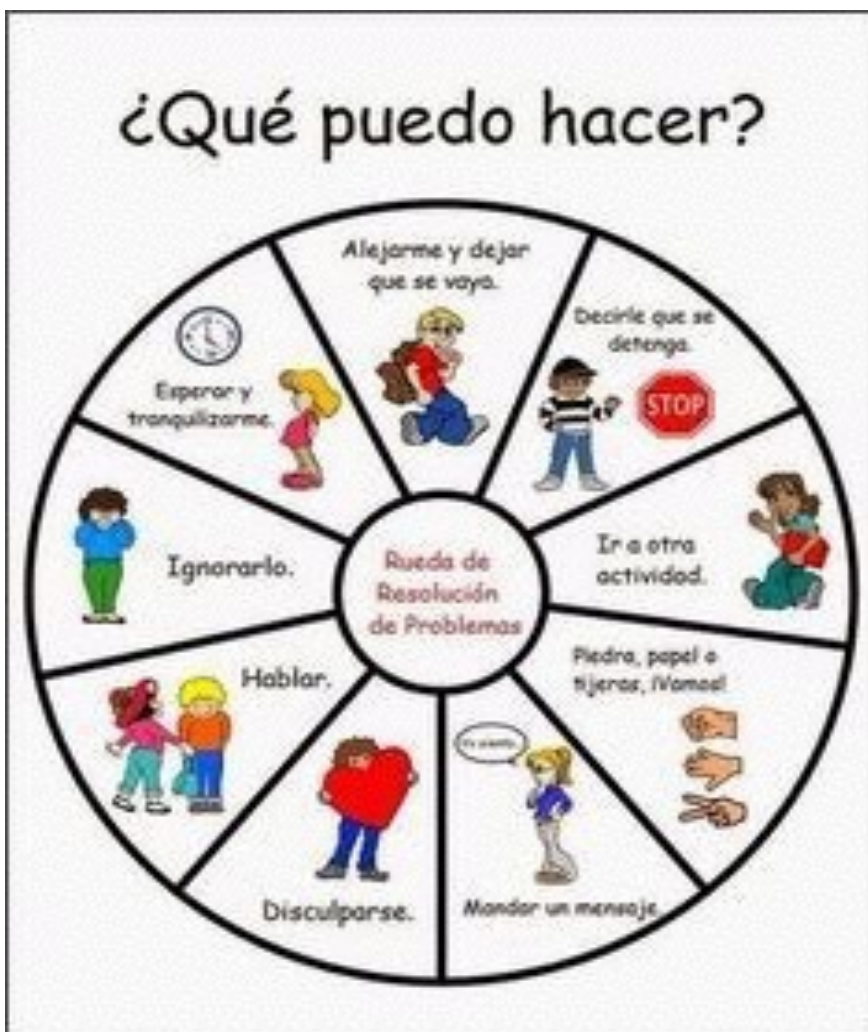 ¿Qué puedo hacer?
Alejarme y dejar
que se vaya.
Decirle que se
detenga.
STOP
Ir a otra
actividad.
Piedra, papel o
tijeras, ¡Vamos!
Mandar un mensaje.
Disculparse.
Hablar.
Ignorarlo.
Esperar y
tranquilizarme.
Rueda de
Resolución
de Problemas